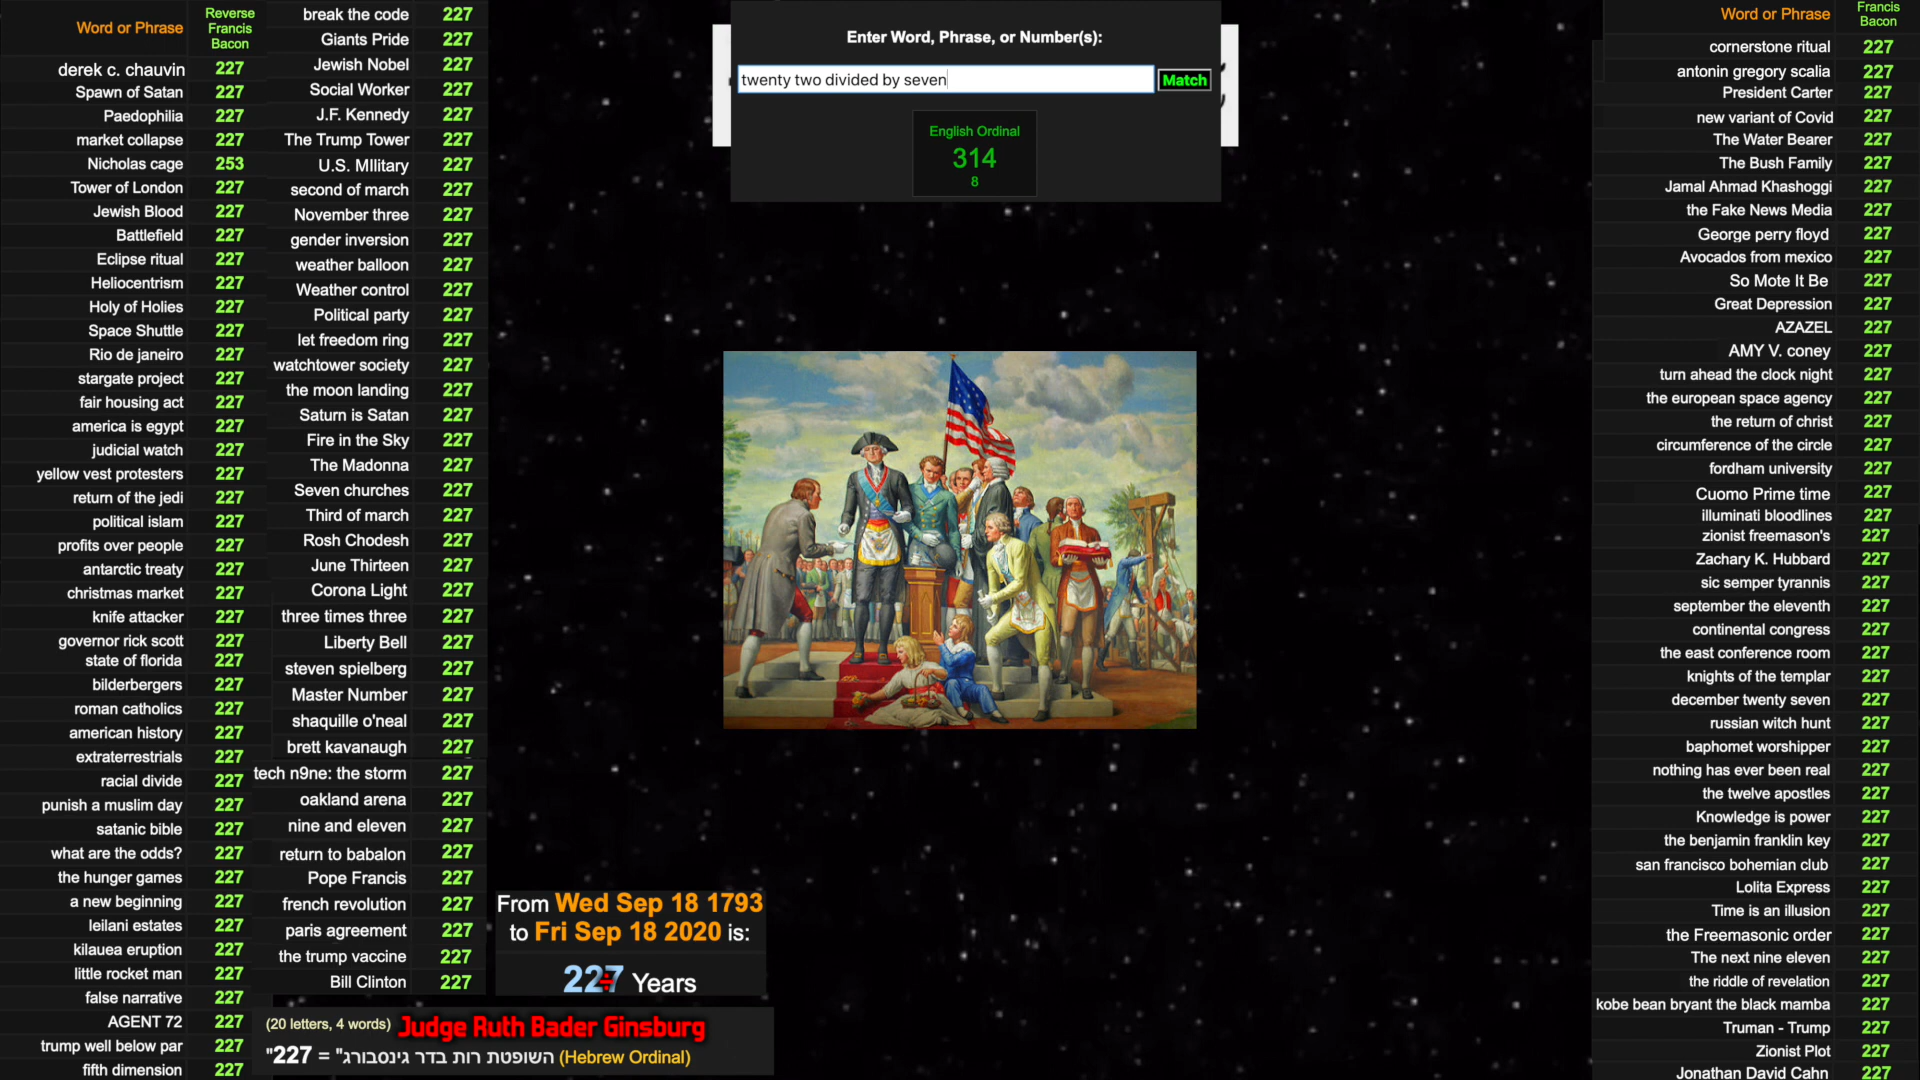 Word or Phrase
Reverse
Francis
Bacon
derek c. chauvin 227
Spawn of Satan 227
Paedophilia 227
market collapse 227
Nicholas cage 253
Tower of London 227
Jewish Blood 227
Battlefield 227
Eclipse ritual 227
Heliocentrism 227
Holy of Holies 227
Space Shuttle 227
Rio de janeiro 227
stargate project 227
fair housing act 227
america is egypt 227
judicial watch 227
yellow vest protesters 227
return of the jedi 227
political islam 227
profits over people 227
antarctic treaty 227
christmas market 227
knife attacker 227
governor rick scott 227
state of florida 227
bilderbergers 227
roman catholics 227
american history 227
extraterrestrials 227
racial divide 227
punish a muslim day 227
satanic bible 227
what are the odds? 227
the hunger games 227
a new beginning 227
leilani estates 227
kilauea eruption 227
little rocket man 227
false narrative 227
AGENT 72 227
trump well below par 227
fifth dimension 227
break the code 227
Giants Pride 227
Jewish Nobel 227
Social Worker 227
J.F. Kennedy 227
The Trump Tower 227
U.S. MIlitary 227
second of march 227
November three 227
gender inversion 227
weather balloon 227
Weather control 227
Political party 227
let freedom ring 227
watchtower society 227
the moon landing 227
Saturn is Satan 227
Fire in the Sky 227
The Madonna 227
Seven churches 227
Third of march 227
Rosh Chodesh 227
June Thirteen 227
Corona Light 227
three times three 227
Liberty Bell 227
steven spielberg 227
Master Number 227
shaquille o'neal 227
brett kavanaugh 227
tech n9ne: the storm 227
oakland arena 227
nine and eleven 227
return to babalon 227
Pope Francis 227
french revolution 227
paris agreement 227
the trump vaccine 227
Bill Clinton 227
Enter Word, Phrase, or Number(s):
twenty two divided by seven Match
English Ordinal
314
8
From Wed Sep 18 1793
to Fri Sep 18 2020 is:
227 Years
(20 letters, 4 words) Judge Ruth Bader Ginsburg
"השופטת רות בדר גינסבורג" = 227" (Hebrew Ordinal)
Word or Phrase
Francis
Bacon
cornerstone ritual 227
antonin gregory scalia 227
President Carter 227
new variant of Covid 227
The Water Bearer 227
The Bush Family 227
Jamal Ahmad Khashoggi 227
the Fake News Media 227
George perry floyd 227
Avocados from mexico 227
So Mote It Be 227
Great Depression 227
AZAZEL 227
AMY V. coney 227
turn ahead the clock night 227
the european space agency 227
the return of christ 227
circumference of the circle 227
fordham university 227
Cuomo Prime time 227
illuminati bloodlines 227
zionist freemason's 227
Zachary K. Hubbard 227
sic semper tyrannis 227
september the eleventh 227
continental congress 227
the east conference room 227
knights of the templar 227
december twenty seven 227
russian witch hunt 227
baphomet worshipper 227
nothing has ever been real 227
the twelve apostles 227
Knowledge is power 227
the benjamin franklin key 227
san francisco bohemian club 227
Lolita Express 227
Time is an illusion 227
the Freemasonic order 227
The next nine eleven 227
the riddle of revelation 227
kobe bean bryant the black mamba 227
Truman - Trump 227
Zionist Plot 227
Jonathan David Cahn 227